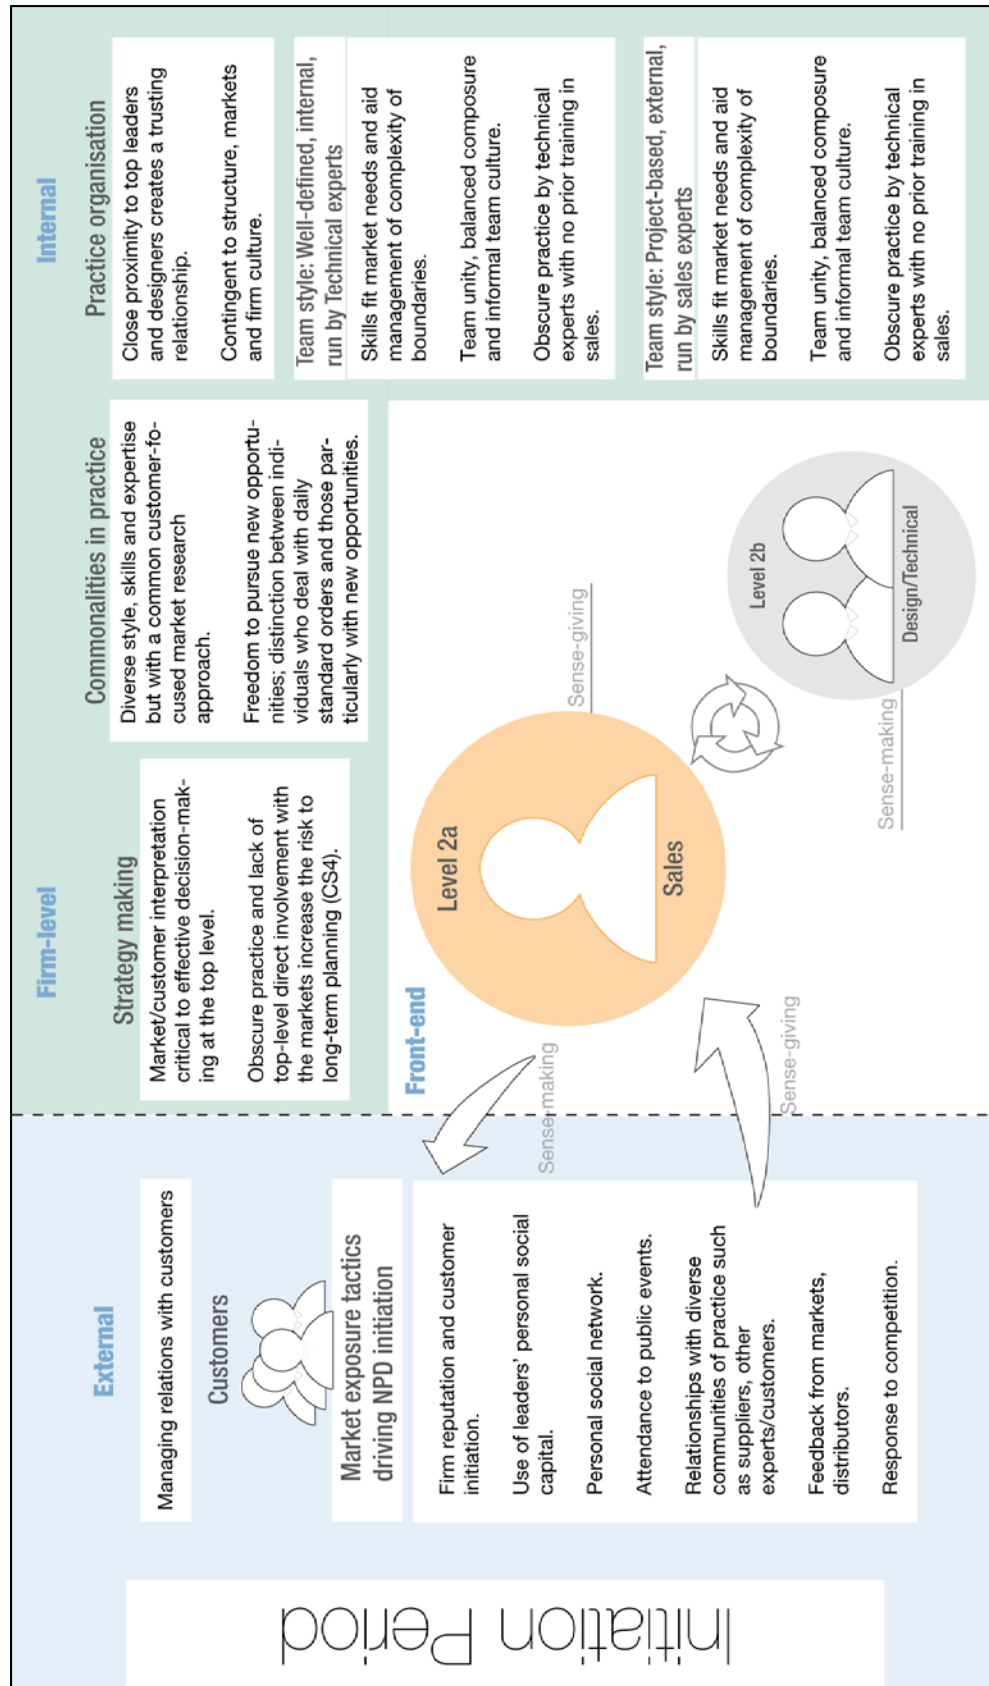 Initiation Period
External
Managing relations with customers
Customers
Market exposure tactics
driving NPD initiation
Firm reputation and customer
initiation.
Use of leaders' personal social
capital.
Personal social network.
Attendance to public events.
Relationships with diverse
communities of practice such
as suppliers, other
experts/customers.
Feedback from markets,
distributors.
Response to competition.
Firm-level
Strategy making
Market/customer interpretation
critical to effective decision-mak-
ing at the top level.
Obscure practice and lack of
top-level direct involvement with
the markets increase the risk to
long-term planning (CS4).
Commonalities in practice
Diverse style, skills and expertise
but with a common customer-fo-
cused market research
approach.
Freedom to pursue new opportu-
nities; distinction between indi-
viduals who deal with daily
standard orders and those par-
ticularly with new opportunities.
Internal
Practice organisation
Close proximity to top leaders
and designers creates a trusting
relationship.
Contingent to structure, markets
and firm culture.
Team style: Well-defined, internal,
run by Technical experts
Skills fit market needs and aid
management of complexity of
boundaries.
Team unity, balanced composure
and informal team culture.
Obscure practice by technical
experts with no prior training in
sales.
Team style: Project-based, external,
run by sales experts
Skills fit market needs and aid
management of complexity of
boundaries.
Team unity, balanced composure
and informal team culture.
Obscure practice by technical
experts with no prior training in
sales.
Front-end
Sense-making
Sense-giving
Level 2a
Sales
Sense-giving
Sense-making
Level 2b
Design/Technical